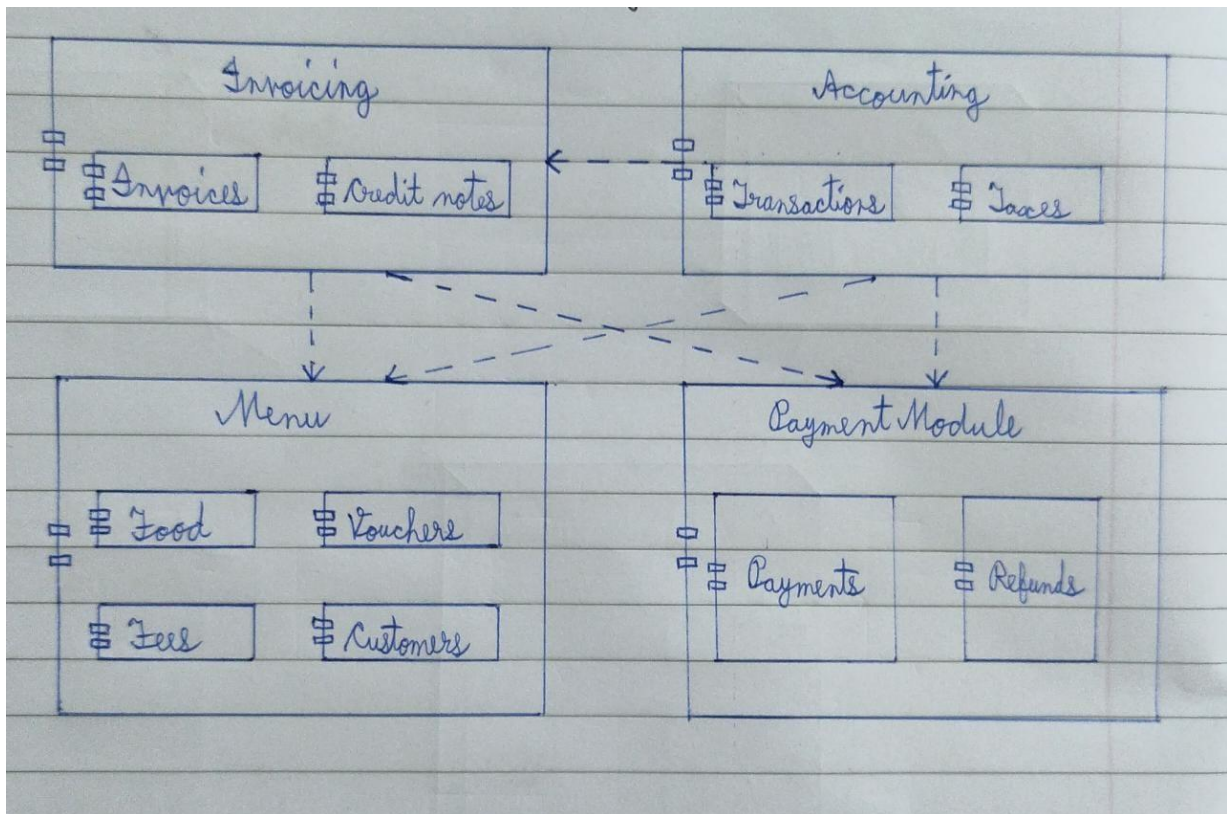 Invoicing
Accounting
Invoices
Credit notes
Transactions
Taxes
Menu
Payment Module
Food
Vouchers
Payments
Refunds
Fees
Customers